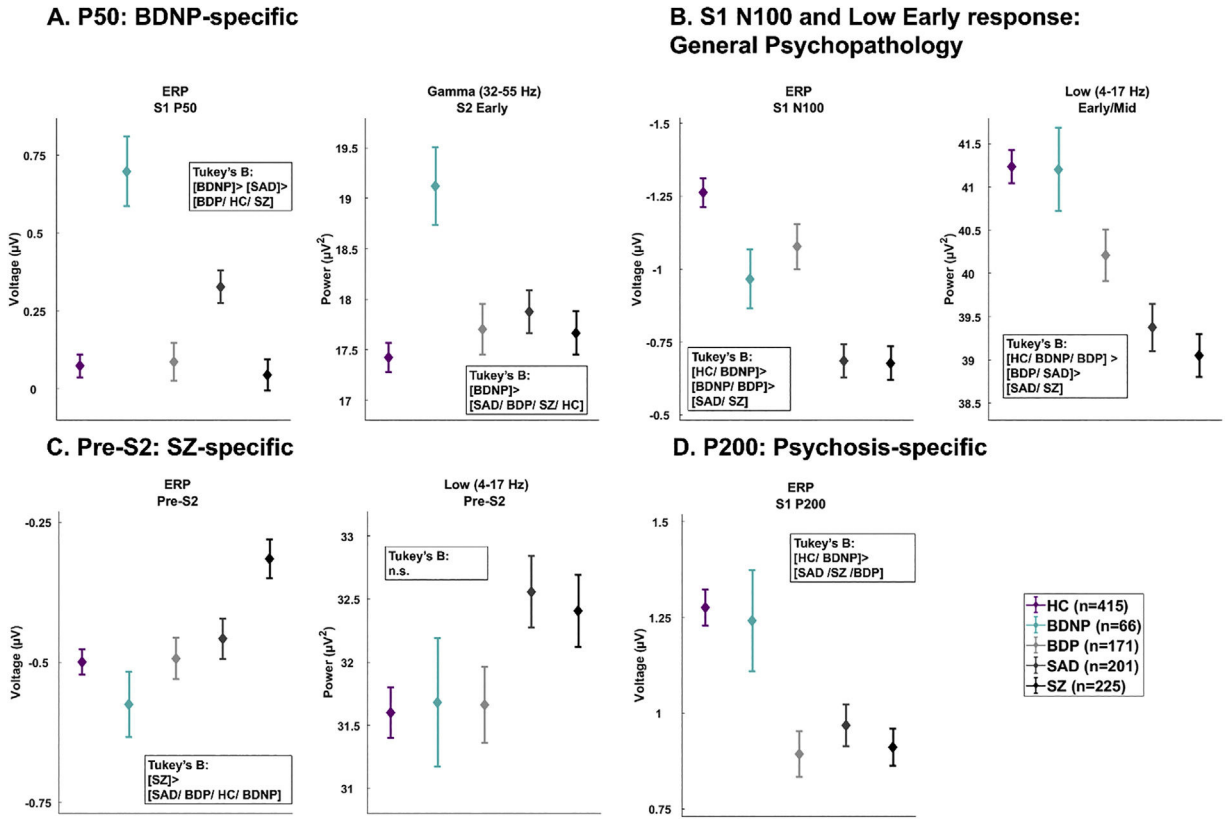 A. P50: BDNP-specific
ERP
S1 P50
Voltage (µV)
0.75
0.5
0.25
0
Tukey's B:
[BDNP]> [SAD]>
[BDP/ HC/ SZ]
Gamma (32-55 Hz)
S2 Early
Power (µV²)
19.5
19
18.5
18
17.5
17
Tukey's B:
[BDNP]>
[SAD/ BDP/ SZ/ HC]
B. S1 N100 and Low Early response:
General Psychopathology
ERP
S1 N100
Voltage (µV)
-1.5
-1.25
-1
-0.75
-0.5
Tukey's B:
[HC/ BDNP]>
[BDNP/ BDP]>
[SAD/ SZ]
Low (4-17 Hz)
Early/Mid
Power (µV²)
41.5
41
40.5
40
39.5
39
38.5
Tukey's B:
[HC/ BDNP/ BDP] >
[BDP/ SAD]>
[SAD/ SZ]
C. Pre-S2: SZ-specific
ERP
Pre-S2
Voltage (µV)
-0.25
-0.5
-0.75
Tukey's B:
[SZ]>
[SAD/ BDP/ HC/ BDNP]
Low (4-17 Hz)
Pre-S2
Power (µV²)
33
32.5
32
31.5
31
Tukey's B:
n.s.
D. P200: Psychosis-specific
ERP
S1 P200
Voltage (µV)
1.5
1.25
1
0.75
Tukey's B:
[HC/ BDNP]>
[SAD /SZ /BDP]
HC (n=415)
BDNP (n=66)
BDP (n=171)
SAD (n=201)
SZ (n=225)